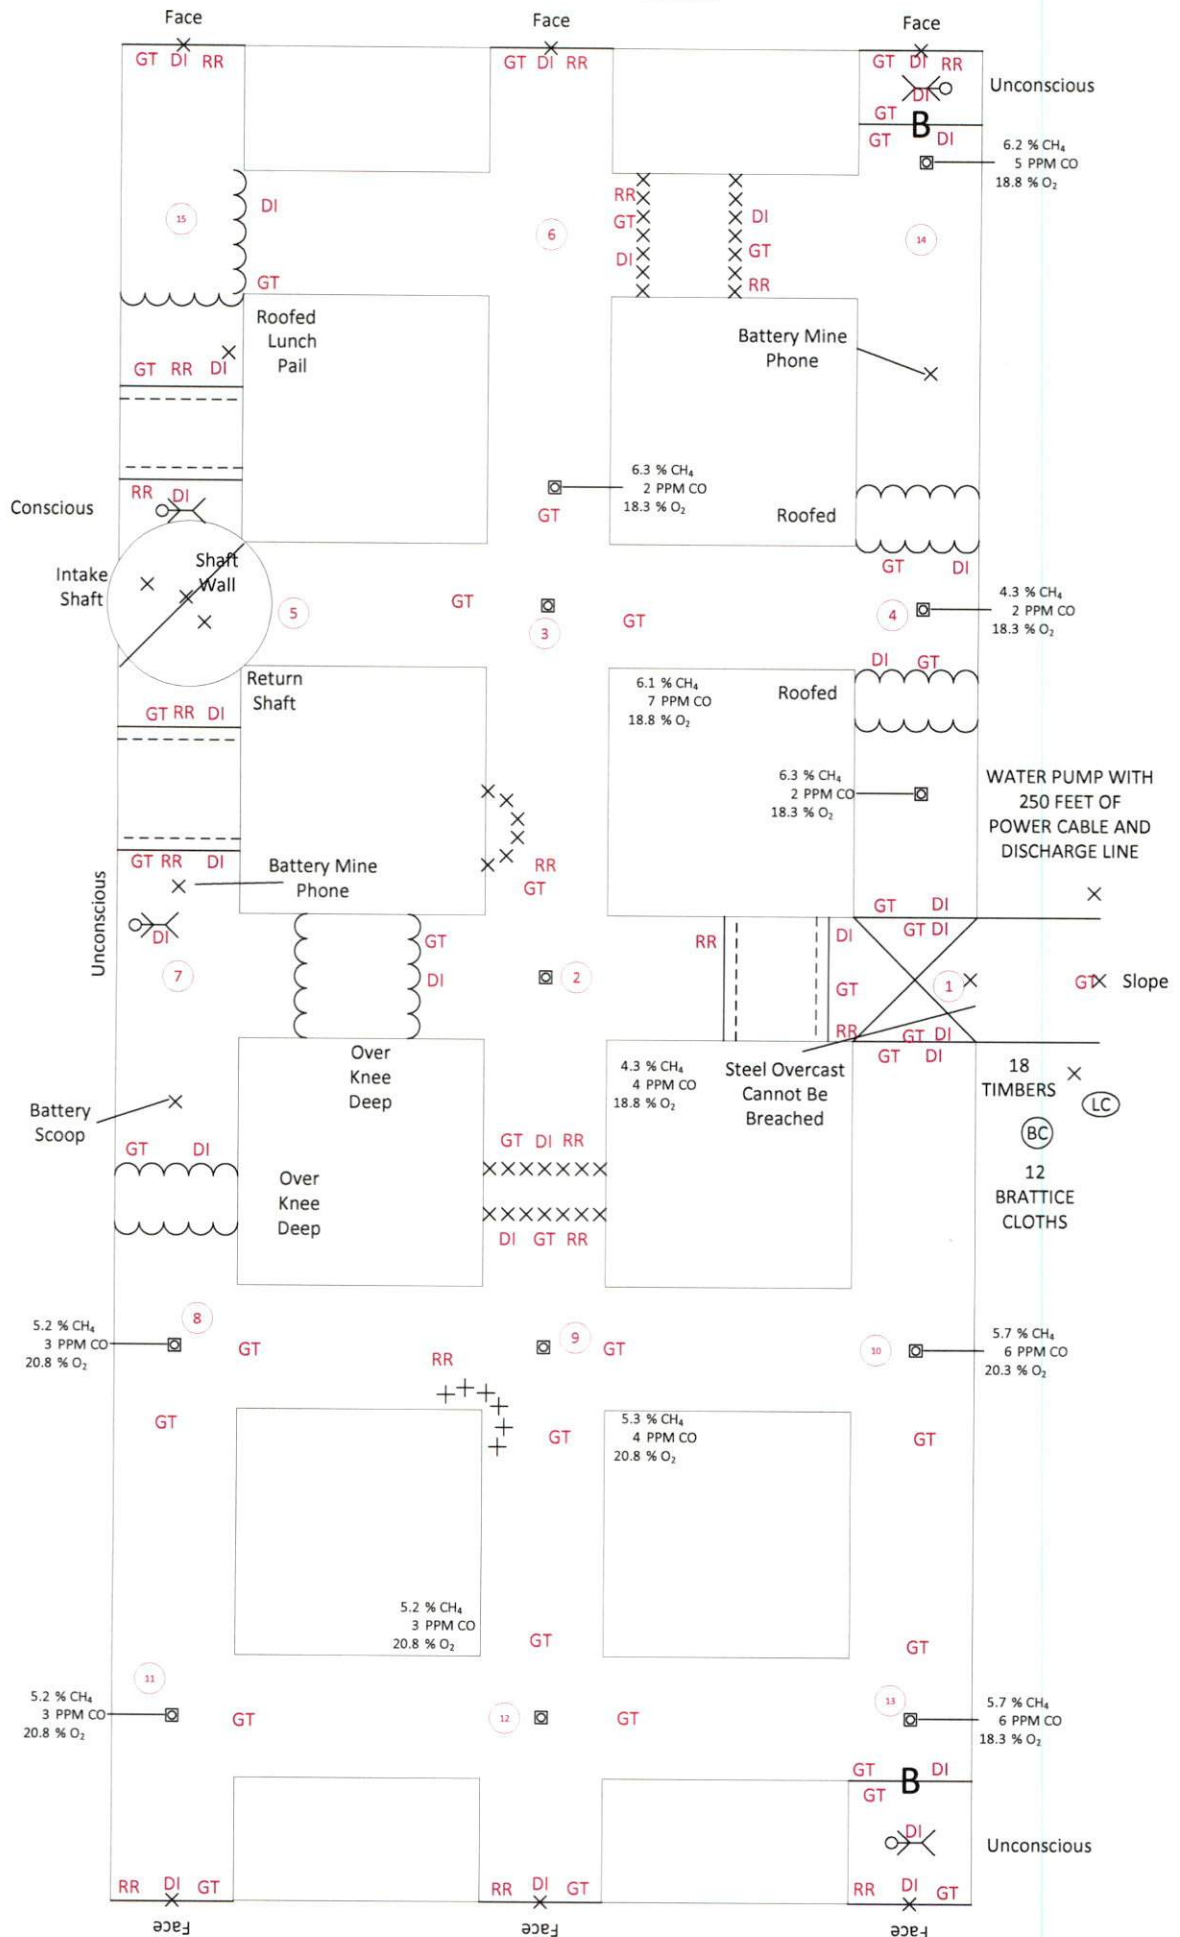 Face Face Face
GT DI RR GT DI RR GT DI RR
DI Unconscious
GT B
GT DI
6.2 % CH₄
5 PPM CO
18.8 % O₂
RR
GT
DI
DI
GT
RR
DI
GT
15 6 14
Roofed
Lunch
Pail
GT RR DI
Battery Mine
Phone
RR DI
Conscious
6.3 % CH₄
2 PPM CO
18.3 % O₂
GT
Roofed
GT DI
Intake
Shaft
Shaft
Wall
5
GT
3
GT
4
4.3 % CH₄
2 PPM CO
18.3 % O₂
DI GT
Return
Shaft
6.1 % CH₄
7 PPM CO
18.8 % O₂
Roofed
GT RR DI
6.3 % CH₄
2 PPM CO
18.3 % O₂
WATER PUMP WITH
250 FEET OF
POWER CABLE AND
DISCHARGE LINE
GT RR DI
Battery Mine
Phone
RR
GT
Unconscious
DI
7
GT
DI
2
RR
DI
GT
RR
GT DI
GT DI
1
GT
Slope
GT DI
GT DI
Over
Knee
Deep
4.3 % CH₄
4 PPM CO
18.8 % O₂
Steel Overcast
Cannot Be
Breached
18
TIMBERS
LC
BC
12
BRATTICE
CLOTHS
Battery
Scoop
GT DI
GT DI RR
Over
Knee
Deep
DI GT RR
8
5.2 % CH₄
3 PPM CO
20.8 % O₂
GT
RR
9
GT
10
5.7 % CH₄
6 PPM CO
20.3 % O₂
GT
GT
5.3 % CH₄
4 PPM CO
20.8 % O₂
GT
5.2 % CH₄
3 PPM CO
20.8 % O₂
GT
GT
11
5.2 % CH₄
3 PPM CO
20.8 % O₂
GT
12
GT
13
5.7 % CH₄
6 PPM CO
18.3 % O₂
GT B DI
GT
DI
Unconscious
RR DI GT RR DI GT RR DI GT
Face Face Face